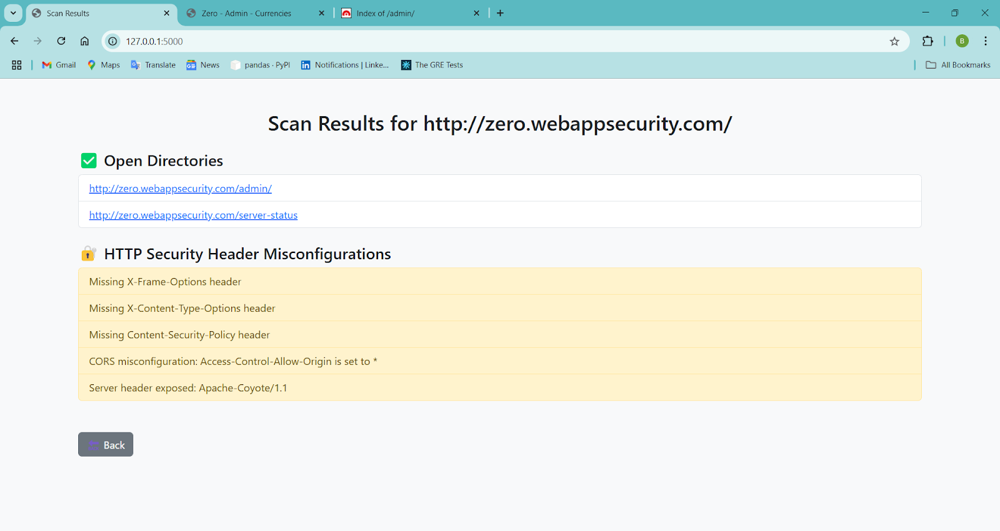 Scan Results
Zero - Admin - Currencies
Index of /admin/
127.0.0.1:5000
B
Gmail
Maps
Translate
News
pandas · PyPI
Notifications | Linke...
The GRE Tests
All Bookmarks
Scan Results for http://zero.webappsecurity.com/
Open Directories
http://zero.webappsecurity.com/admin/
http://zero.webappsecurity.com/server-status
HTTP Security Header Misconfigurations
Missing X-Frame-Options header
Missing X-Content-Type-Options header
Missing Content-Security-Policy header
CORS misconfiguration: Access-Control-Allow-Origin is set to *
Server header exposed: Apache-Coyote/1.1
Back